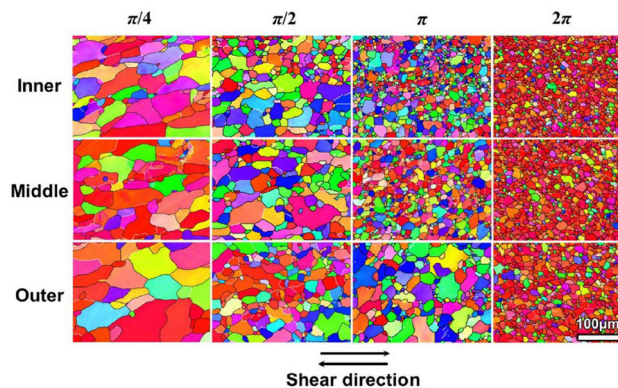 π/4 π/2 π 2π
Inner
Middle
Outer
100μm
Shear direction